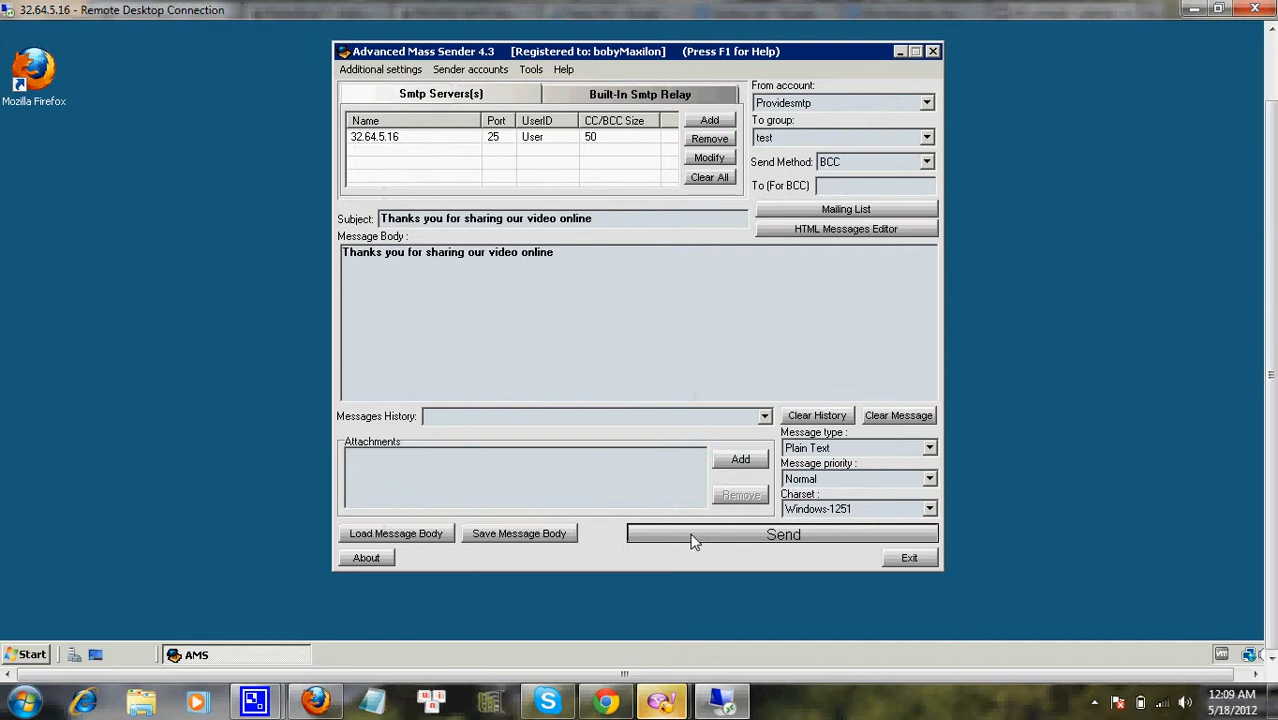 32.64.5.16 - Remote Desktop Connection
Mozilla Firefox
Advanced Mass Sender 4.3 [Registered to: bobyMaxilon] (Press F1 for Help)
Additional settings Sender accounts Tools Help
Smtp Servers(s) Built-In Smtp Relay
Name Port UserID CC/BCC Size
32.64.5.16 25 User 50
Add
Remove
Modify
Clear All
From account:
Providesmtp
To group:
test
Send Method: BCC
To (For BCC)
Mailing List
HTML Messages Editor
Subject: Thanks you for sharing our video online
Message Body :
Thanks you for sharing our video online
Messages History: Clear History Clear Message
Attachments
Add
Remove
Message type :
Plain Text
Message priority :
Normal
Charset :
Windows-1251
Load Message Body Save Message Body Send
About Exit
Start AMS
12:09 AM
5/18/2012